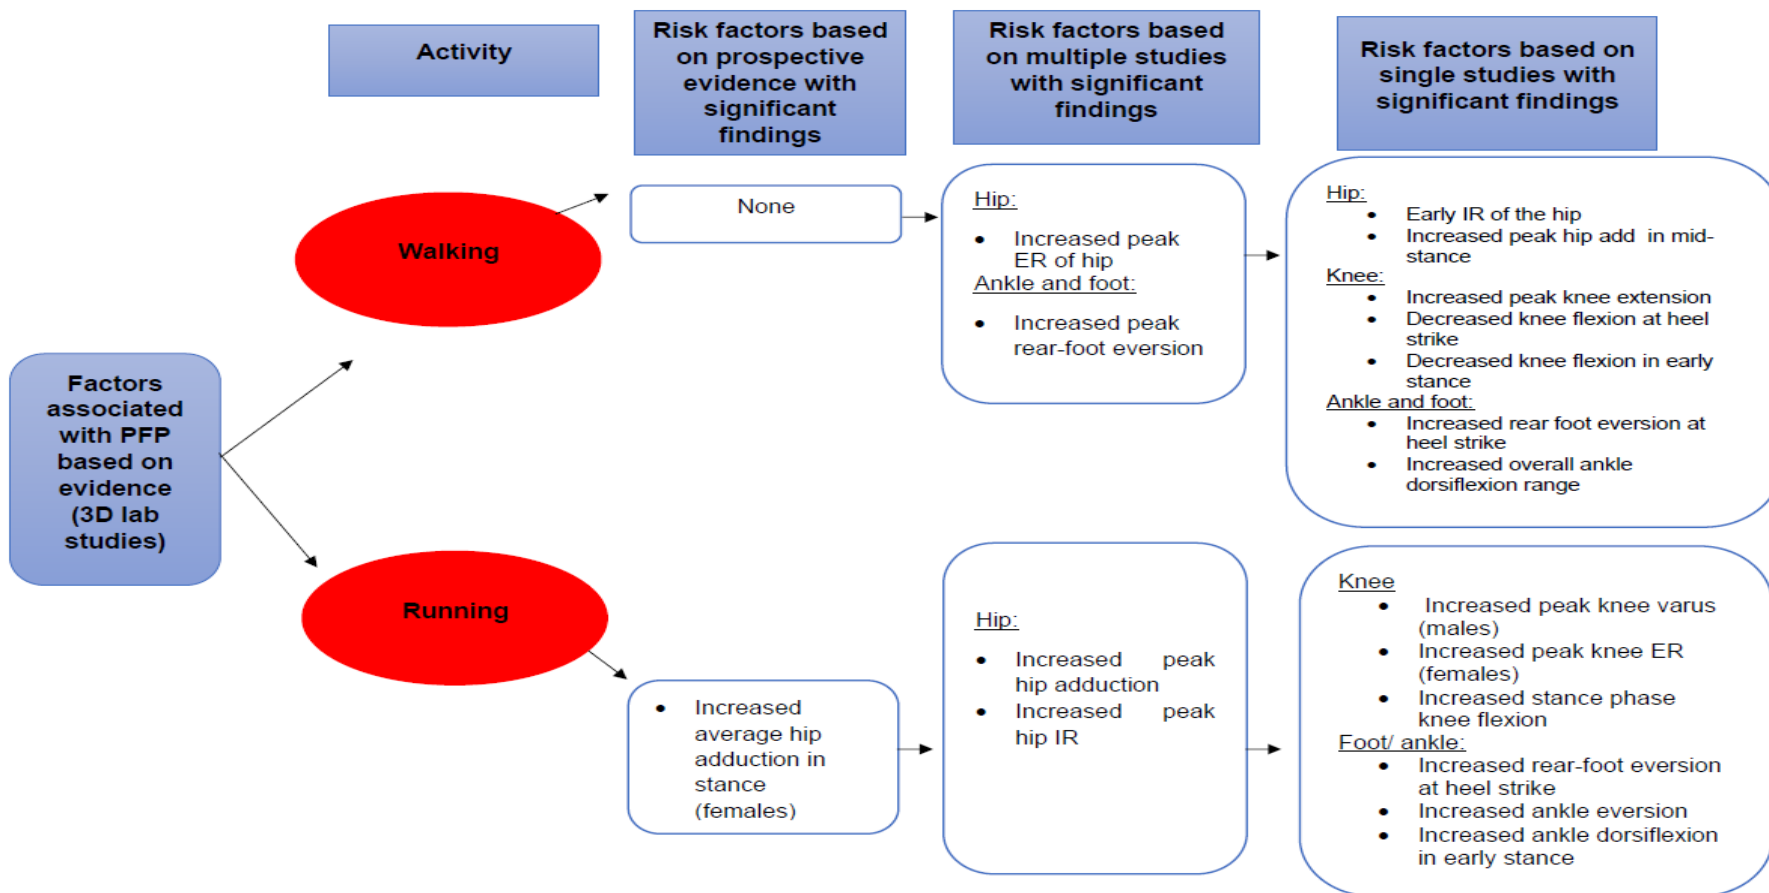 Activity
Risk factors based
on prospective
evidence with
significant
findings
Risk factors based
on multiple studies
with significant
findings
Risk factors based on
single studies with
significant findings
Factors
associated
with PFP
based on
evidence
(3D lab
studies)
Walking
None
Hip:
• Increased peak
ER of hip
Ankle and foot:
• Increased peak
rear-foot eversion
Hip:
• Early IR of the hip
• Increased peak hip add in mid-
stance
Knee:
• Increased peak knee extension
• Decreased knee flexion at heel
strike
• Decreased knee flexion in early
stance
Ankle and foot:
• Increased rear foot eversion at
heel strike
• Increased overall ankle
dorsiflexion range
Running
• Increased
average hip
adduction in
stance
(females)
Hip:
• Increased peak
hip adduction
• Increased peak
hip IR
Knee
• Increased peak knee varus
(males)
• Increased peak knee ER
(females)
• Increased stance phase
knee flexion
Foot/ ankle:
• Increased rear-foot eversion
at heel strike
• Increased ankle eversion
• Increased ankle dorsiflexion
in early stance